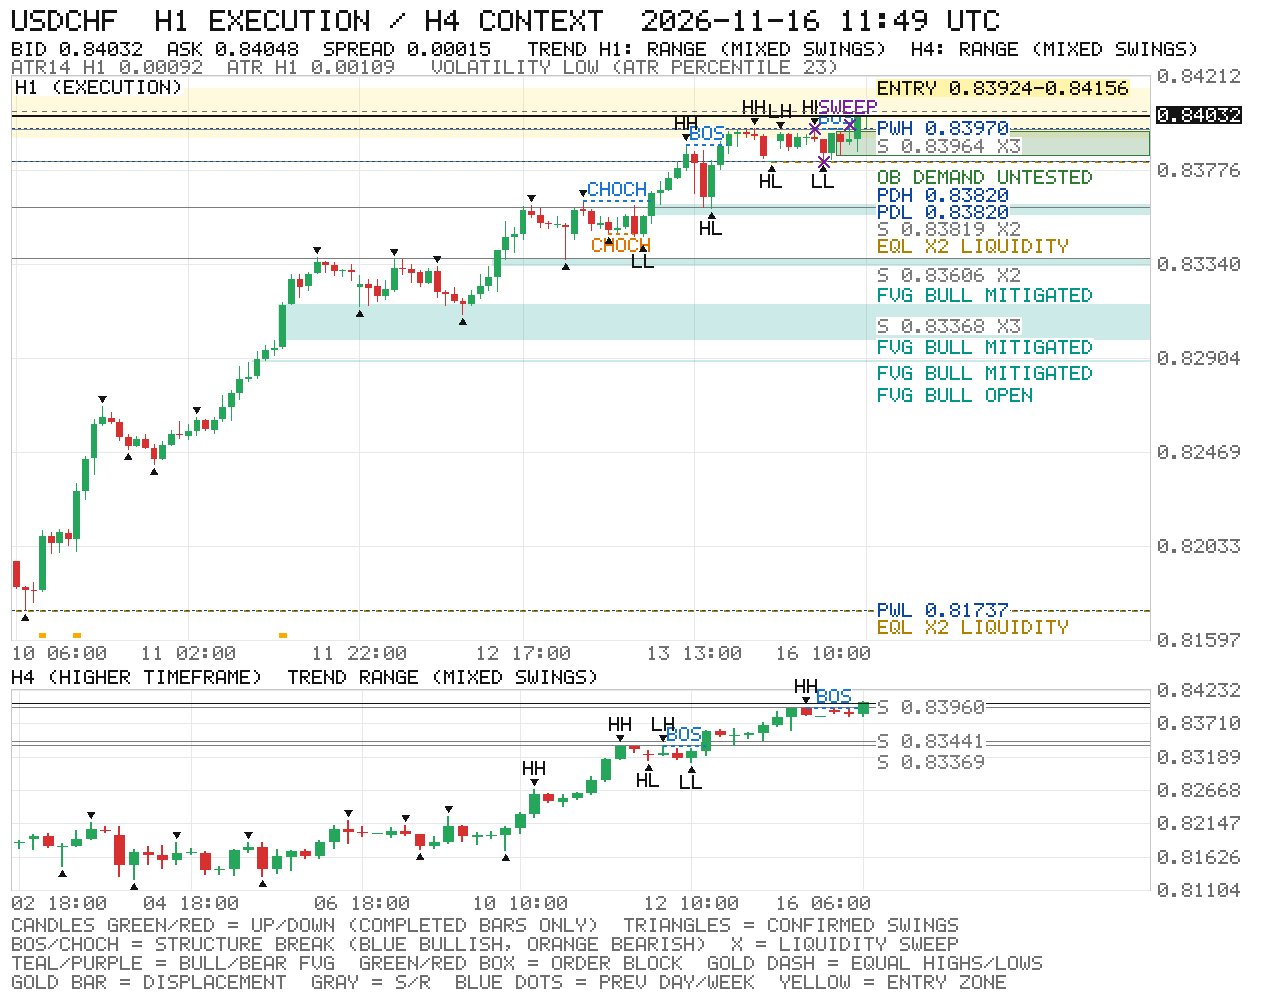 USDCHF  H1 EXECUTION / H4 CONTEXT  2026-11-16 11:49 UTC
BID 0.84032  ASK 0.84048  SPREAD 0.00015   TREND H1: RANGE (MIXED SWINGS)  H4: RANGE (MIXED SWINGS)
ATR14 H1 0.00092  ATR H1 0.00109   VOLATILITY LOW (ATR PERCENTILE 23)
0.84212
H1 (EXECUTION)
ENTRY 0.83924-0.84156
HH LH SWEEP
0.84032
HH BOS
PWH 0.83970
S 0.83964 X3
0.83776
HL LL
OB DEMAND UNTESTED
CHOCH
PDH 0.83820
PDL 0.83820
HL
S 0.83819 X2
CHOCH
EQL X2 LIQUIDITY
LL
0.83340
S 0.83606 X2
FVG BULL MITIGATED
S 0.83368 X3
FVG BULL MITIGATED
0.82904
FVG BULL MITIGATED
FVG BULL OPEN
0.82469
0.82033
PWL 0.81737
EQL X2 LIQUIDITY
0.81597
10 06:00  11 02:00  11 22:00  12 17:00  13 13:00  16 10:00
H4 (HIGHER TIMEFRAME)  TREND RANGE (MIXED SWINGS)
HH BOS
0.84232
S 0.83960
HH LH BOS
0.83710
S 0.83441
0.83189
S 0.83369
HH HL LL
0.82668
0.82147
0.81626
0.81104
02 18:00  04 18:00  06 18:00  10 10:00  12 10:00  16 06:00
CANDLES GREEN/RED = UP/DOWN (COMPLETED BARS ONLY)  TRIANGLES = CONFIRMED SWINGS
BOS/CHOCH = STRUCTURE BREAK (BLUE BULLISH, ORANGE BEARISH)  X = LIQUIDITY SWEEP
TEAL/PURPLE = BULL/BEAR FVG  GREEN/RED BOX = ORDER BLOCK  GOLD DASH = EQUAL HIGHS/LOWS
GOLD BAR = DISPLACEMENT  GRAY = S/R  BLUE DOTS = PREV DAY/WEEK  YELLOW = ENTRY ZONE